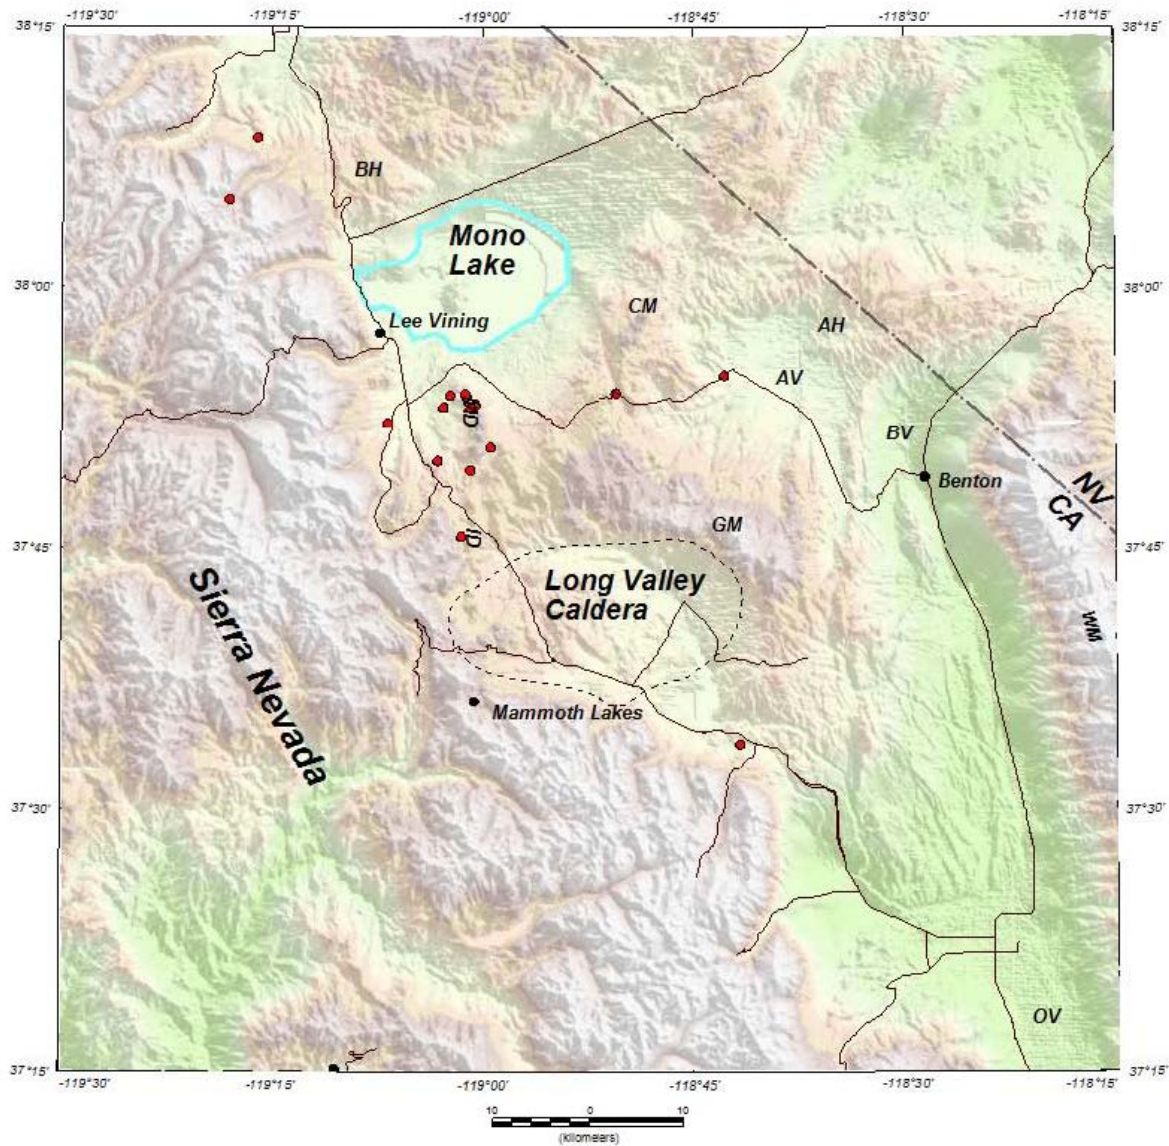 -119°30' -119°15' -119°00' -118°45' -118°30' -118°15'
38°15' 38°15'
BH
Mono
Lake
38°00' 38°00'
CM
Lee Vining
AH
AV
BV
Benton
NV
CA
GM
ID
37°45' 37°45'
Long Valley
Caldera
Sierra Nevada
WM
Mammoth Lakes
37°30' 37°30'
OV
37°15' 37°15'
-119°30' -119°15' -119°00' -118°45' -118°30' -118°15'
10 0 10
(kilomeers)